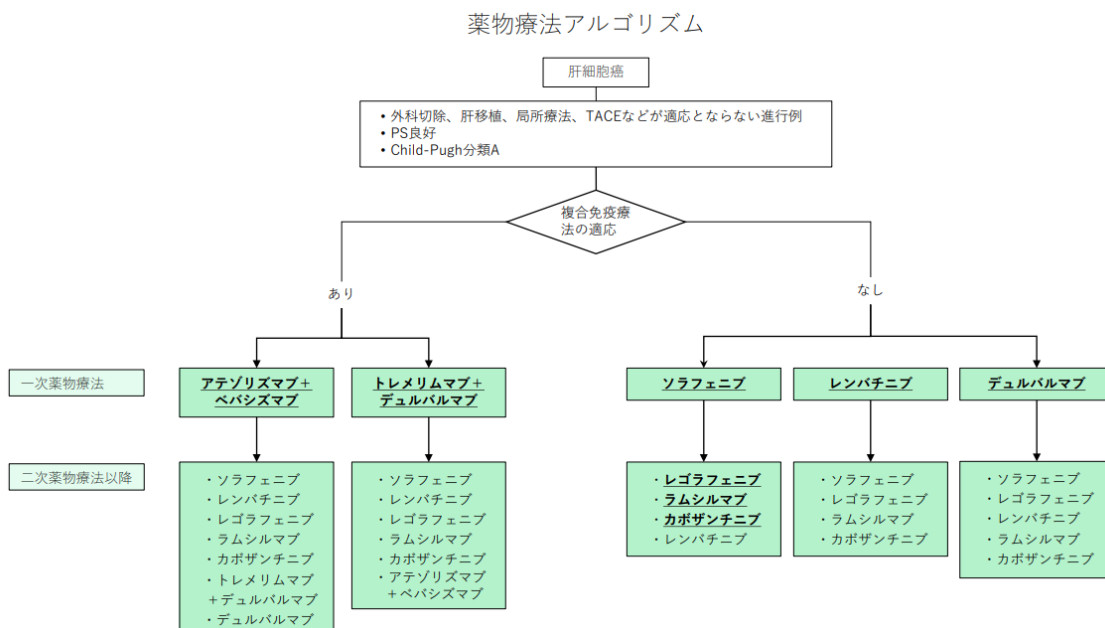 薬物療法アルゴリズム
肝細胞癌
• 外科切除、肝移植、局所療法、TACEなどが適応とならない進行例
• PS良好
• Child-Pugh分類A
複合免疫療
法の適応
あり
なし
一次薬物療法
アテゾリズマブ＋
ベバシズマブ
トレメリムマブ＋
デュルバルマブ
ソラフェニブ
レンバチニブ
デュルバルマブ
二次薬物療法以降
・ソラフェニブ
・レンバチニブ
・レゴラフェニブ
・ラムシルマブ
・カボザンチニブ
・トレメリムマブ
＋デュルバルマブ
・デュルバルマブ
・ソラフェニブ
・レンバチニブ
・レゴラフェニブ
・ラムシルマブ
・カボザンチニブ
・アテゾリズマブ
＋ベバシズマブ
・レゴラフェニブ
・ラムシルマブ
・カボザンチニブ
・レンバチニブ
・ソラフェニブ
・レゴラフェニブ
・ラムシルマブ
・カボザンチニブ
・ソラフェニブ
・レゴラフェニブ
・レンバチニブ
・ラムシルマブ
・カボザンチニブ